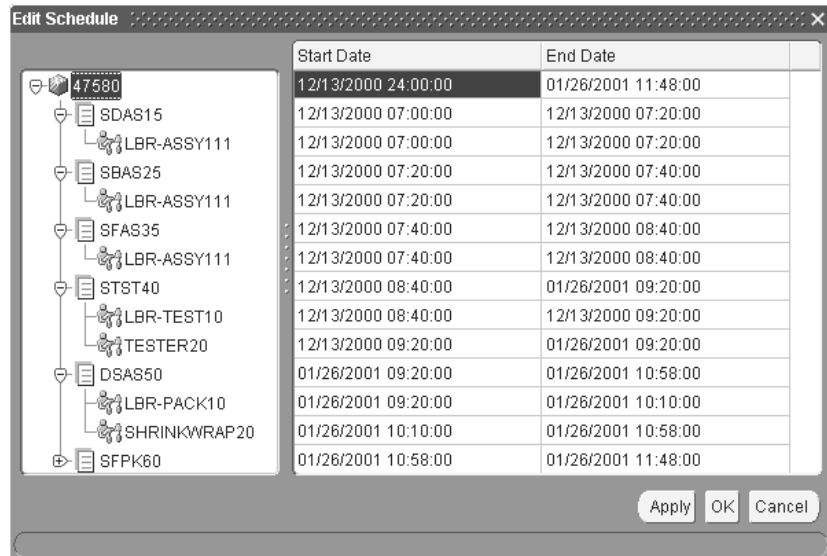 Edit Schedule
Start Date End Date
47580 12/13/2000 24:00:00 01/26/2001 11:48:00
SDAS15 12/13/2000 07:00:00 12/13/2000 07:20:00
LBR-ASSY111 12/13/2000 07:00:00 12/13/2000 07:20:00
SBAS25 12/13/2000 07:20:00 12/13/2000 07:40:00
LBR-ASSY111 12/13/2000 07:20:00 12/13/2000 07:40:00
SFAS35 12/13/2000 07:40:00 12/13/2000 08:40:00
LBR-ASSY111 12/13/2000 07:40:00 12/13/2000 08:40:00
STST40 12/13/2000 08:40:00 01/26/2001 09:20:00
LBR-TEST10 12/13/2000 08:40:00 12/13/2000 09:20:00
TESTER20 12/13/2000 09:20:00 01/26/2001 09:20:00
DSAS50 01/26/2001 09:20:00 01/26/2001 10:58:00
LBR-PACK10 01/26/2001 09:20:00 01/26/2001 10:10:00
SHRINKWRAP20 01/26/2001 10:10:00 01/26/2001 10:58:00
SFPK60 01/26/2001 10:58:00 01/26/2001 11:48:00
Apply OK Cancel